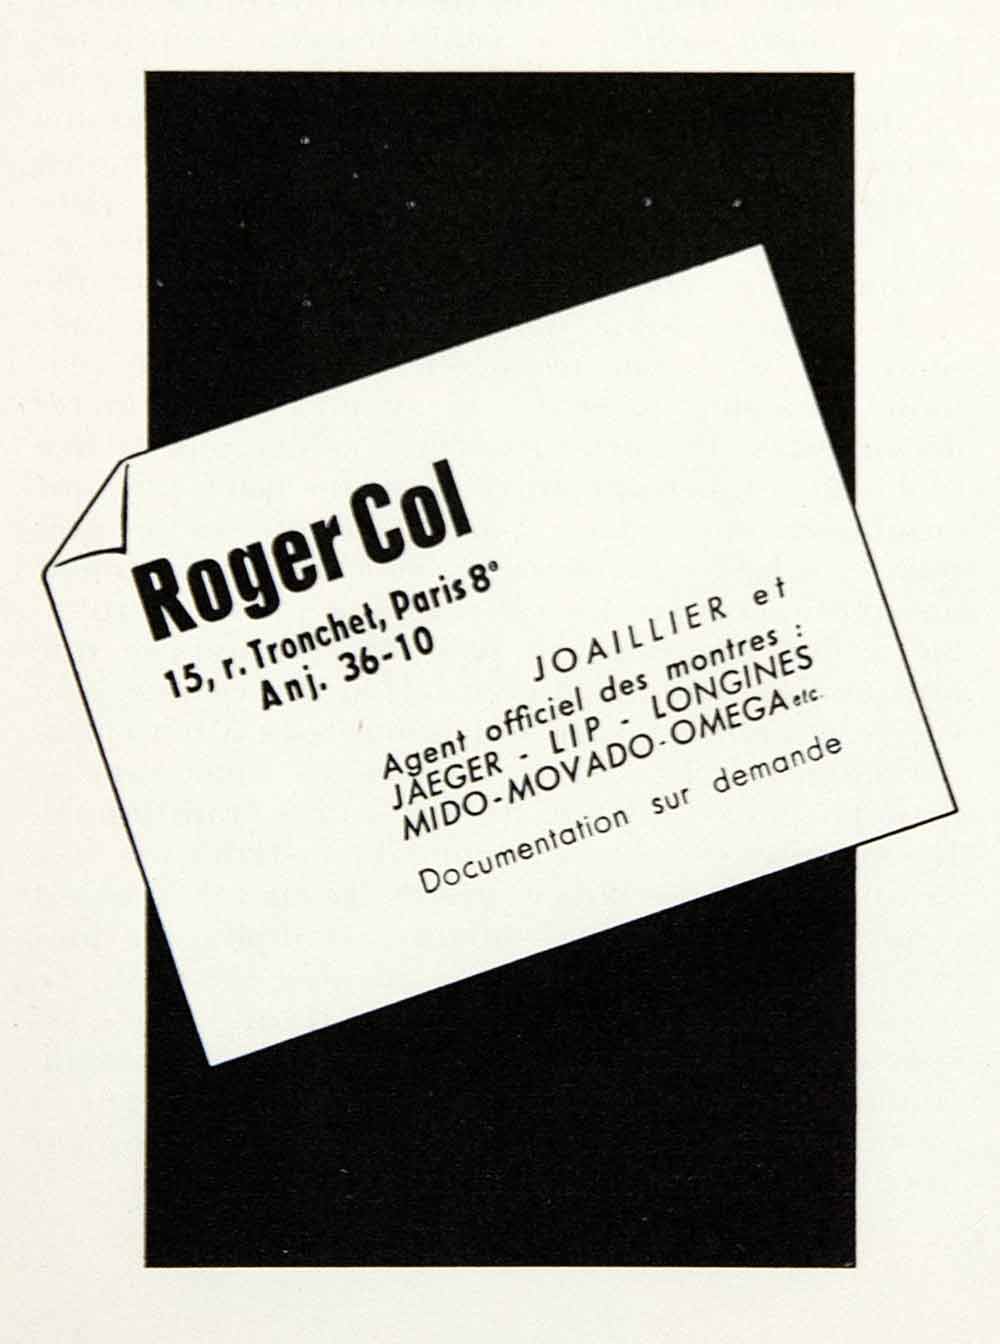 Roger Col
15, r. Tronchet, Paris 8e
Anj. 36-10
JOAILLIER et
Agent officiel des montres :
JAEGER - LIP - LONGINES
MIDO-MOVADO-OMEGA etc.
Documentation sur demande